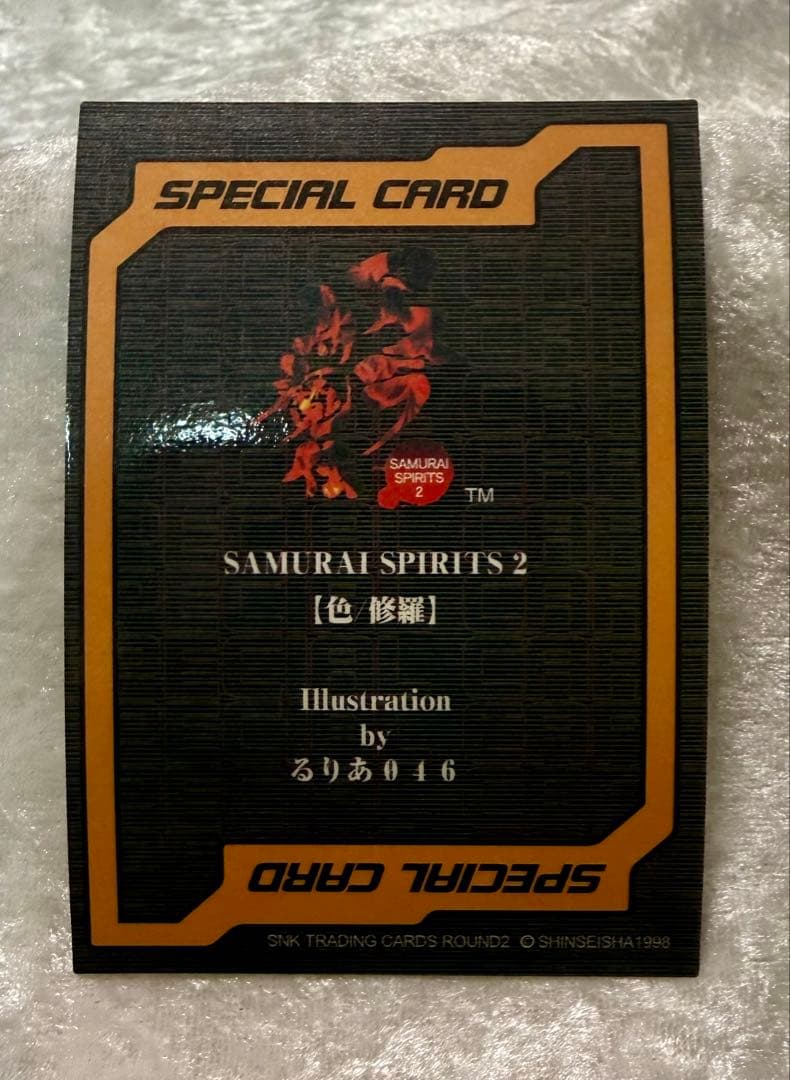 SPECIAL CARD
SAMURAI
SPIRITS
2
TM
SAMURAI SPIRITS 2
【色/修羅】
Illustration
by
るりあ046
SPECIAL CARD
SNK TRADING CARDS ROUND2 © SHINSEISHA1998